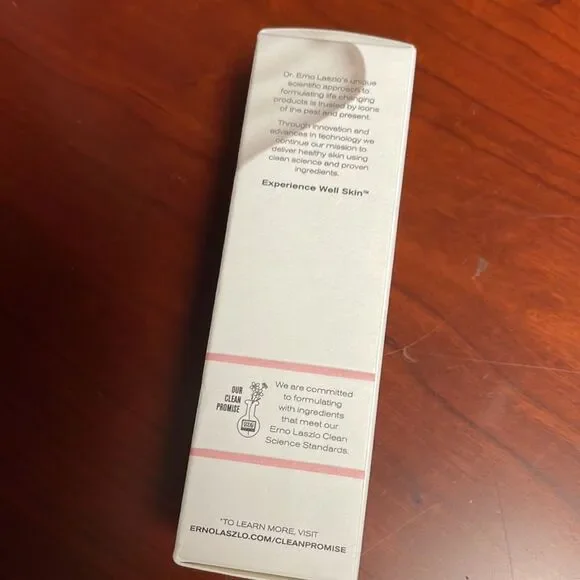 Dr. Erno Laszlo's unique
scientific approach to
formulating life changing
products is trusted by icons
of the past and present.
Through innovation and
advances in technology we
continue our mission to
deliver healthy skin using
clean science and proven
ingredients.
Experience Well Skin™
OUR
CLEAN
PROMISE
We are committed
to formulating
with ingredients
that meet our
Erno Laszlo Clean
Science Standards.
*TO LEARN MORE, VISIT
ERNOLASZLO.COM/CLEANPROMISE